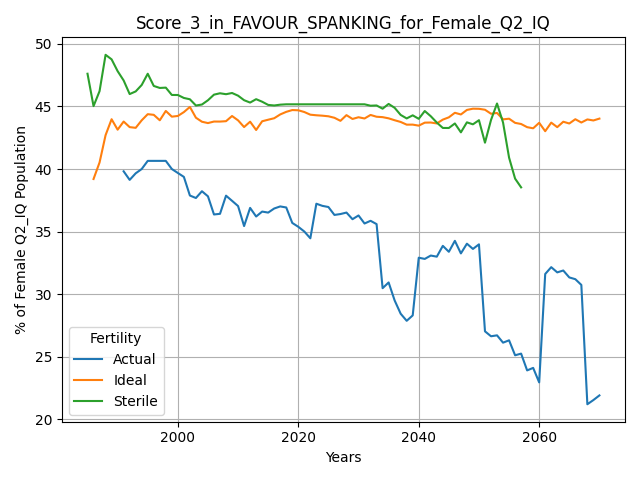 Score_3_in_FAVOUR_SPANKING_for_Female_Q2_IQ
% of Female Q2_IQ Population
50
45
40
35
30
25
20
Fertility
Actual
Ideal
Sterile
2000 2020 2040 2060
Years